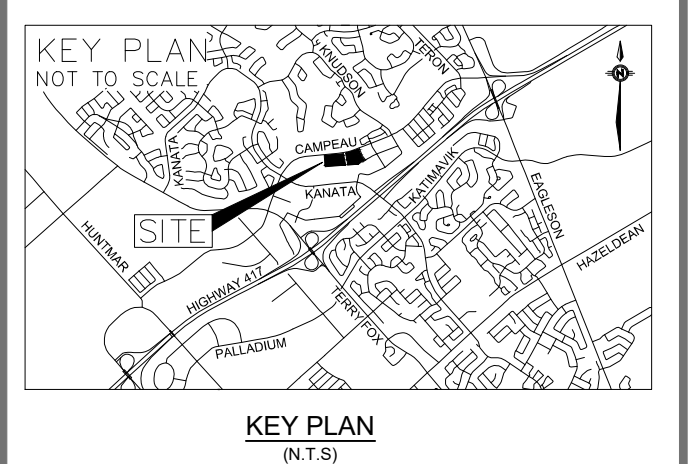 KEY PLAN
NOT TO SCALE
KNUDSON
TERON
N
CAMPEAU
KANATA
KANATA
KATIMAVIK
SITE
EAGLESON
HUNTMAR
HAZELDEAN
HIGHWAY 417
TERRY FOX
PALLADIUM
KEY PLAN
(N.T.S)